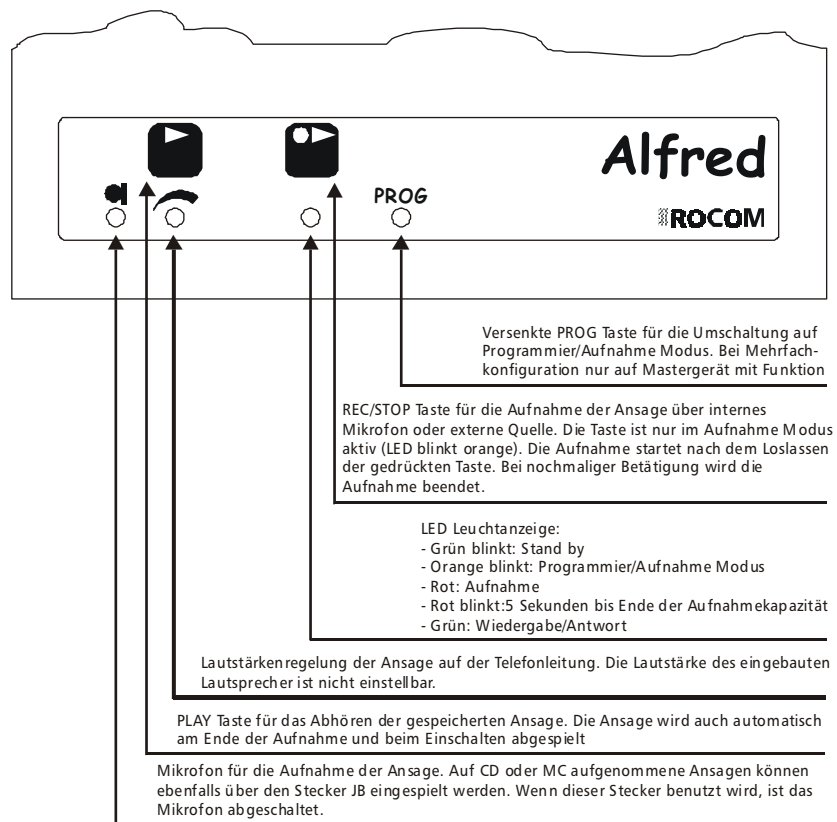 Alfred
PROG
ROCOM
Versenkte PROG Taste für die Umschaltung auf
Programmier/Aufnahme Modus. Bei Mehrfach-
konfiguration nur auf Mastergerät mit Funktion
REC/STOP Taste für die Aufnahme der Ansage über internes
Mikrofon oder externe Quelle. Die Taste ist nur im Aufnahme Modus
aktiv (LED blinkt orange). Die Aufnahme startet nach dem Loslassen
der gedrückten Taste. Bei nochmaliger Betätigung wird die
Aufnahme beendet.
LED Leuchtanzeige:
- Grün blinkt: Stand by
- Orange blinkt: Programmier/Aufnahme Modus
- Rot: Aufnahme
- Rot blinkt:5 Sekunden bis Ende der Aufnahmekapazität
- Grün: Wiedergabe/Antwort
Lautstärkenregelung der Ansage auf der Telefonleitung. Die Lautstärke des eingebauten
Lautsprecher ist nicht einstellbar.
PLAY Taste für das Abhören der gespeicherten Ansage. Die Ansage wird auch automatisch
am Ende der Aufnahme und beim Einschalten abgespielt
Mikrofon für die Aufnahme der Ansage. Auf CD oder MC aufgenommene Ansagen können
ebenfalls über den Stecker JB eingespielt werden. Wenn dieser Stecker benutzt wird, ist das
Mikrofon abgeschaltet.